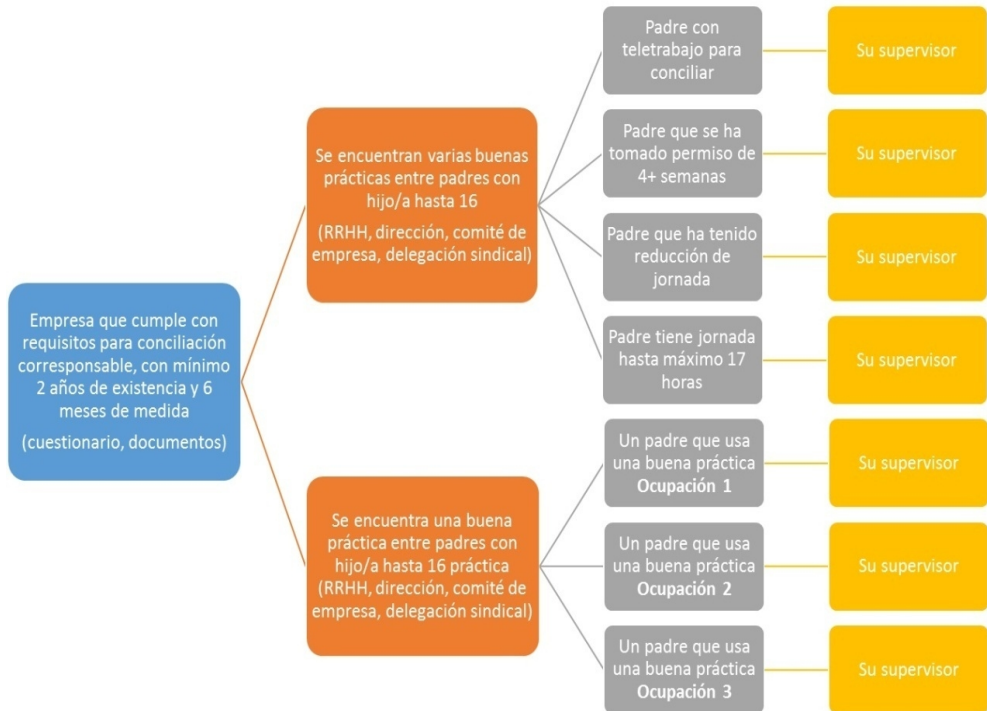 Empresa que cumple con
requisitos para conciliación
corresponsable, con mínimo
2 años de existencia y 6
meses de medida
(cuestionario, documentos)
Se encuentran varias buenas
prácticas entre padres con
hijo/a hasta 16
(RRHH, dirección, comité de
empresa, delegación sindical)
Padre con
teletrabajo para
conciliar
Su supervisor
Padre que se ha
tomado permiso de
4+ semanas
Su supervisor
Padre que ha tenido
reducción de
jornada
Su supervisor
Padre tiene jornada
hasta máximo 17
horas
Su supervisor
Se encuentra una buena
práctica entre padres con
hijo/a hasta 16 práctica
(RRHH, dirección, comité de
empresa, delegación sindical)
Un padre que usa
una buena práctica
Ocupación 1
Su supervisor
Un padre que usa
una buena práctica
Ocupación 2
Su supervisor
Un padre que usa
una buena práctica
Ocupación 3
Su supervisor